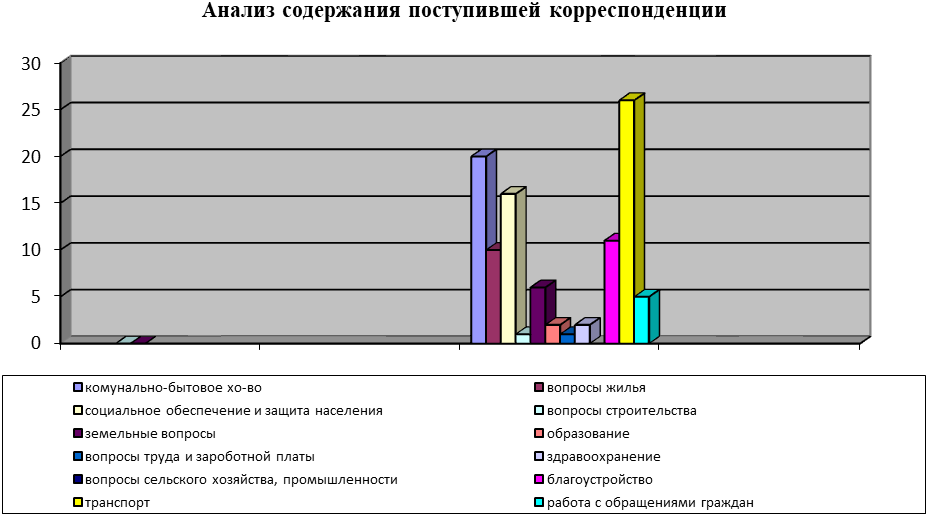 Анализ содержания поступившей корреспонденции
30
25
20
15
10
5
0
комунально-бытовое хо-во
вопросы жилья
социальное обеспечение и защита населения
вопросы строительства
земельные вопросы
образование
вопросы труда и зароботной платы
здравоохранение
вопросы сельского хозяйства, промышленности
благоустройство
транспорт
работа с обращениями граждан